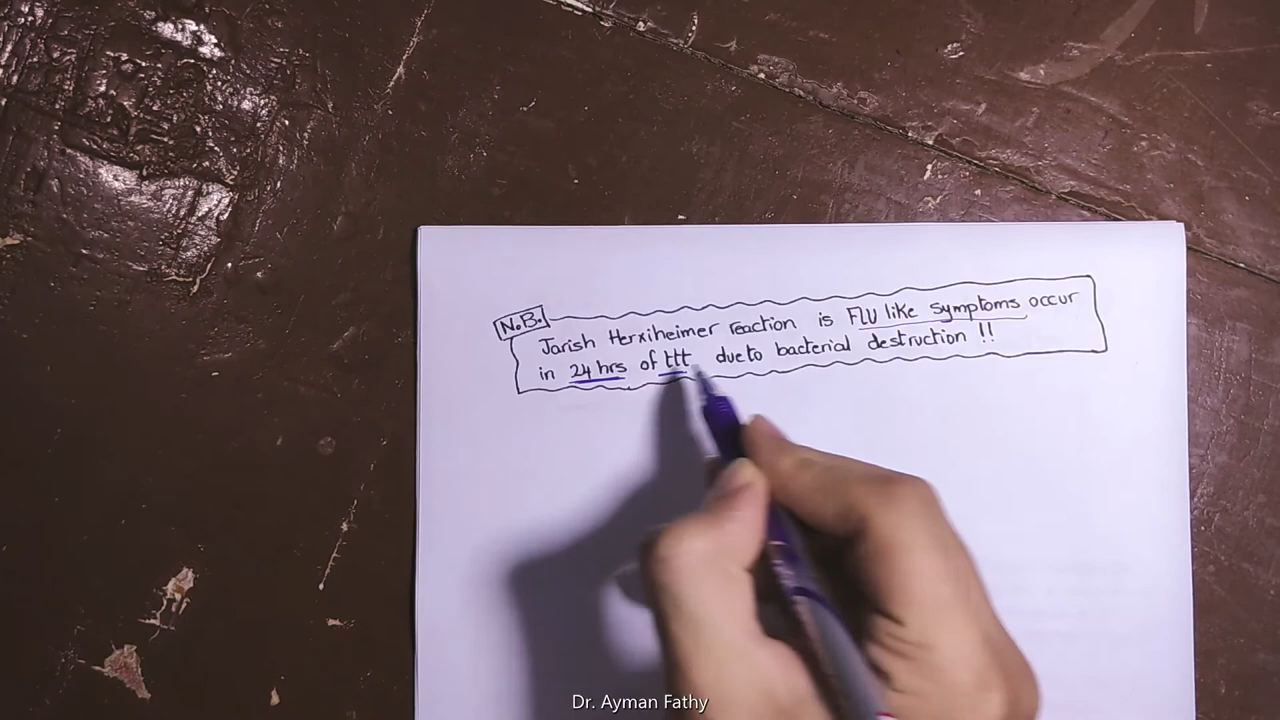 N.B.
Jarish Herxiheimer reaction is FLU like symptoms occur
in 24 hrs of ttt due to bacterial destruction !!
Dr. Ayman Fathy